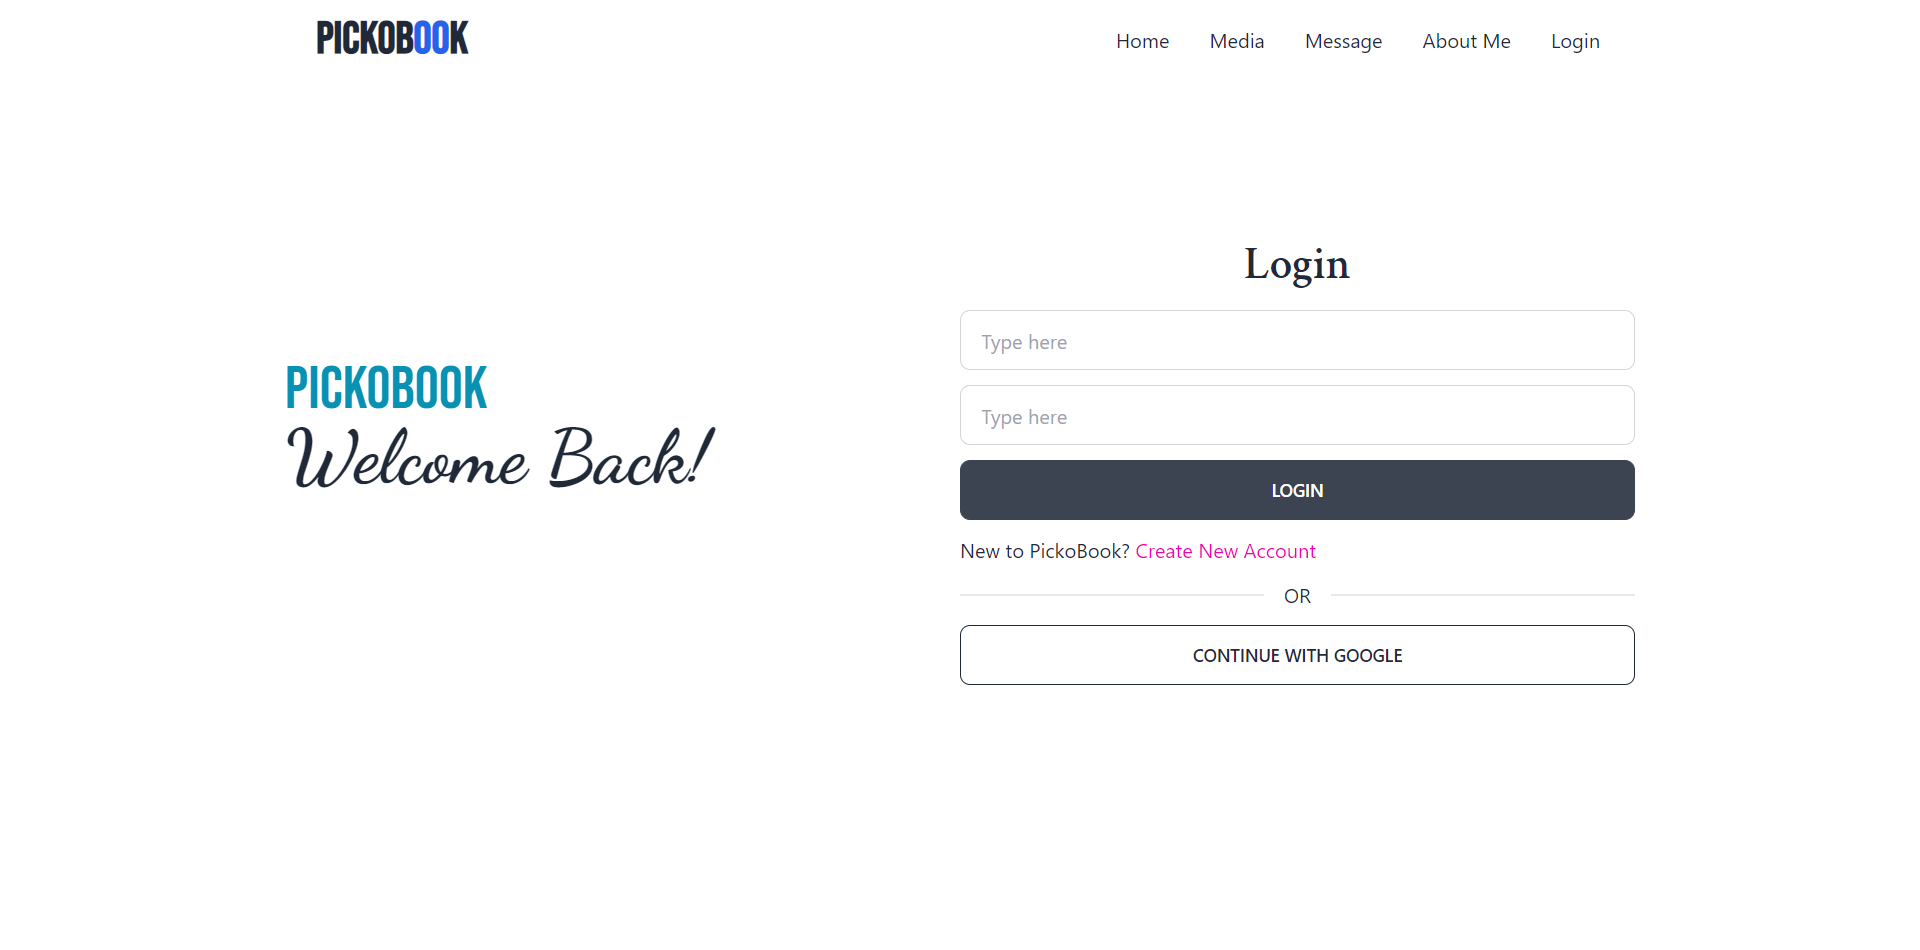 PICKOBOOK
Home Media Message About Me Login
PICKOBOOK
Welcome Back!
Login
Type here
Type here
LOGIN
New to PickoBook? Create New Account
OR
CONTINUE WITH GOOGLE